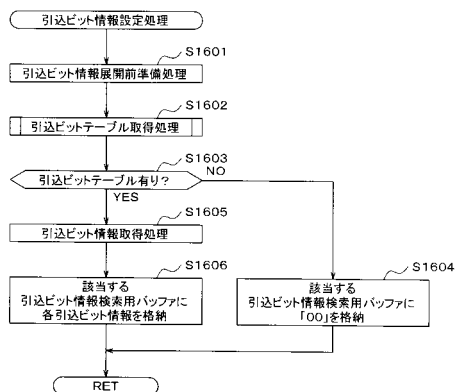 引込ビット情報設定処理
S1601
引込ビット情報展開前準備処理
S1602
引込ビットテーブル取得処理
S1603
引込ビットテーブル有り?
NO
YES
S1605
引込ビット情報取得処理
S1606
該当する
引込ビット情報検索用バッファに
各引込ビット情報を格納
S1604
該当する
引込ビット情報検索用バッファに
「00」を格納
RET